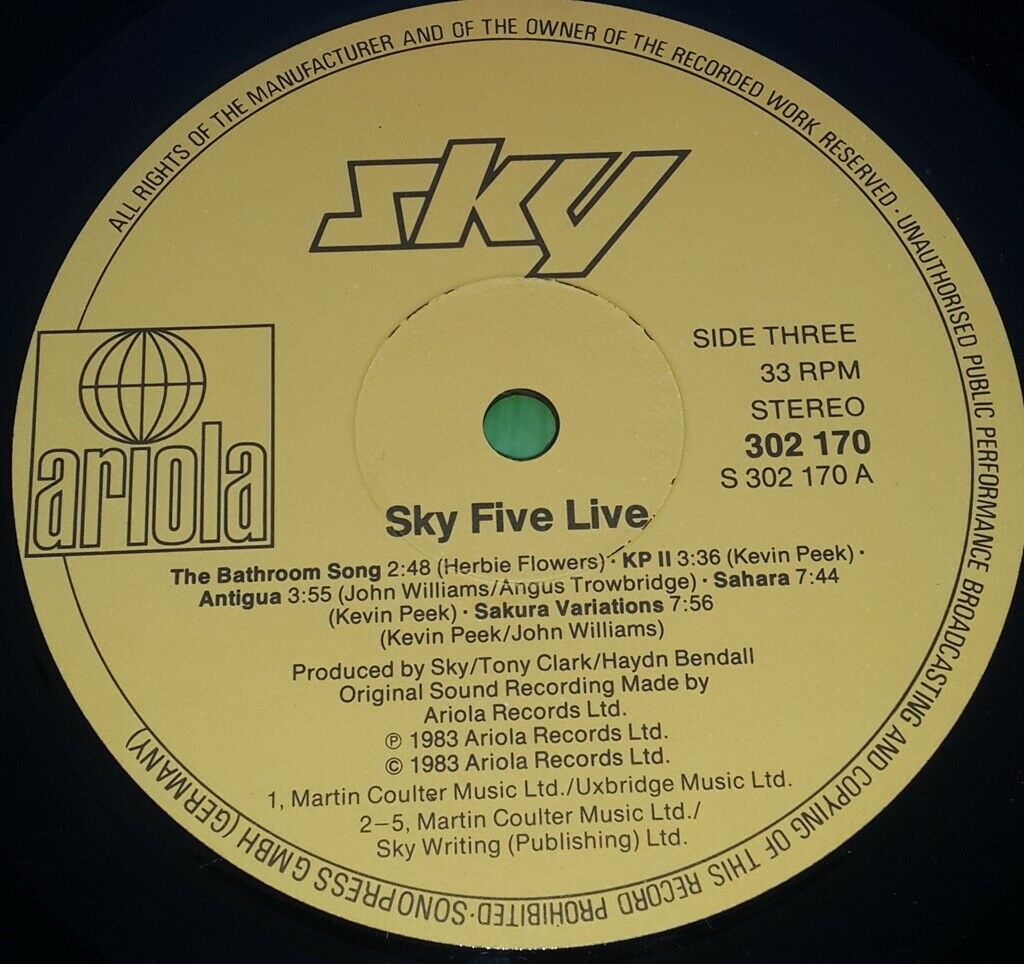 ALL RIGHTS OF THE MANUFACTURER AND OF THE OWNER OF THE RECORDED WORK RESERVED · UNAUTHORISED PUBLIC PERFORMANCE BROADCASTING AND COPYING OF THIS RECORD PROHIBITED · SONOPRESS GMBH (GERMANY)
sky
ariola
SIDE THREE
33 RPM
STEREO
302 170
S 302 170 A
Sky Five Live
The Bathroom Song 2:48 (Herbie Flowers) · KP II 3:36 (Kevin Peek) ·
Antigua 3:55 (John Williams/Angus Trowbridge) · Sahara 7:44
(Kevin Peek) · Sakura Variations 7:56
(Kevin Peek/John Williams)
Produced by Sky/Tony Clark/Haydn Bendall
Original Sound Recording Made by
Ariola Records Ltd.
℗ 1983 Ariola Records Ltd.
© 1983 Ariola Records Ltd.
1, Martin Coulter Music Ltd./Uxbridge Music Ltd.
2–5, Martin Coulter Music Ltd./
Sky Writing (Publishing) Ltd.